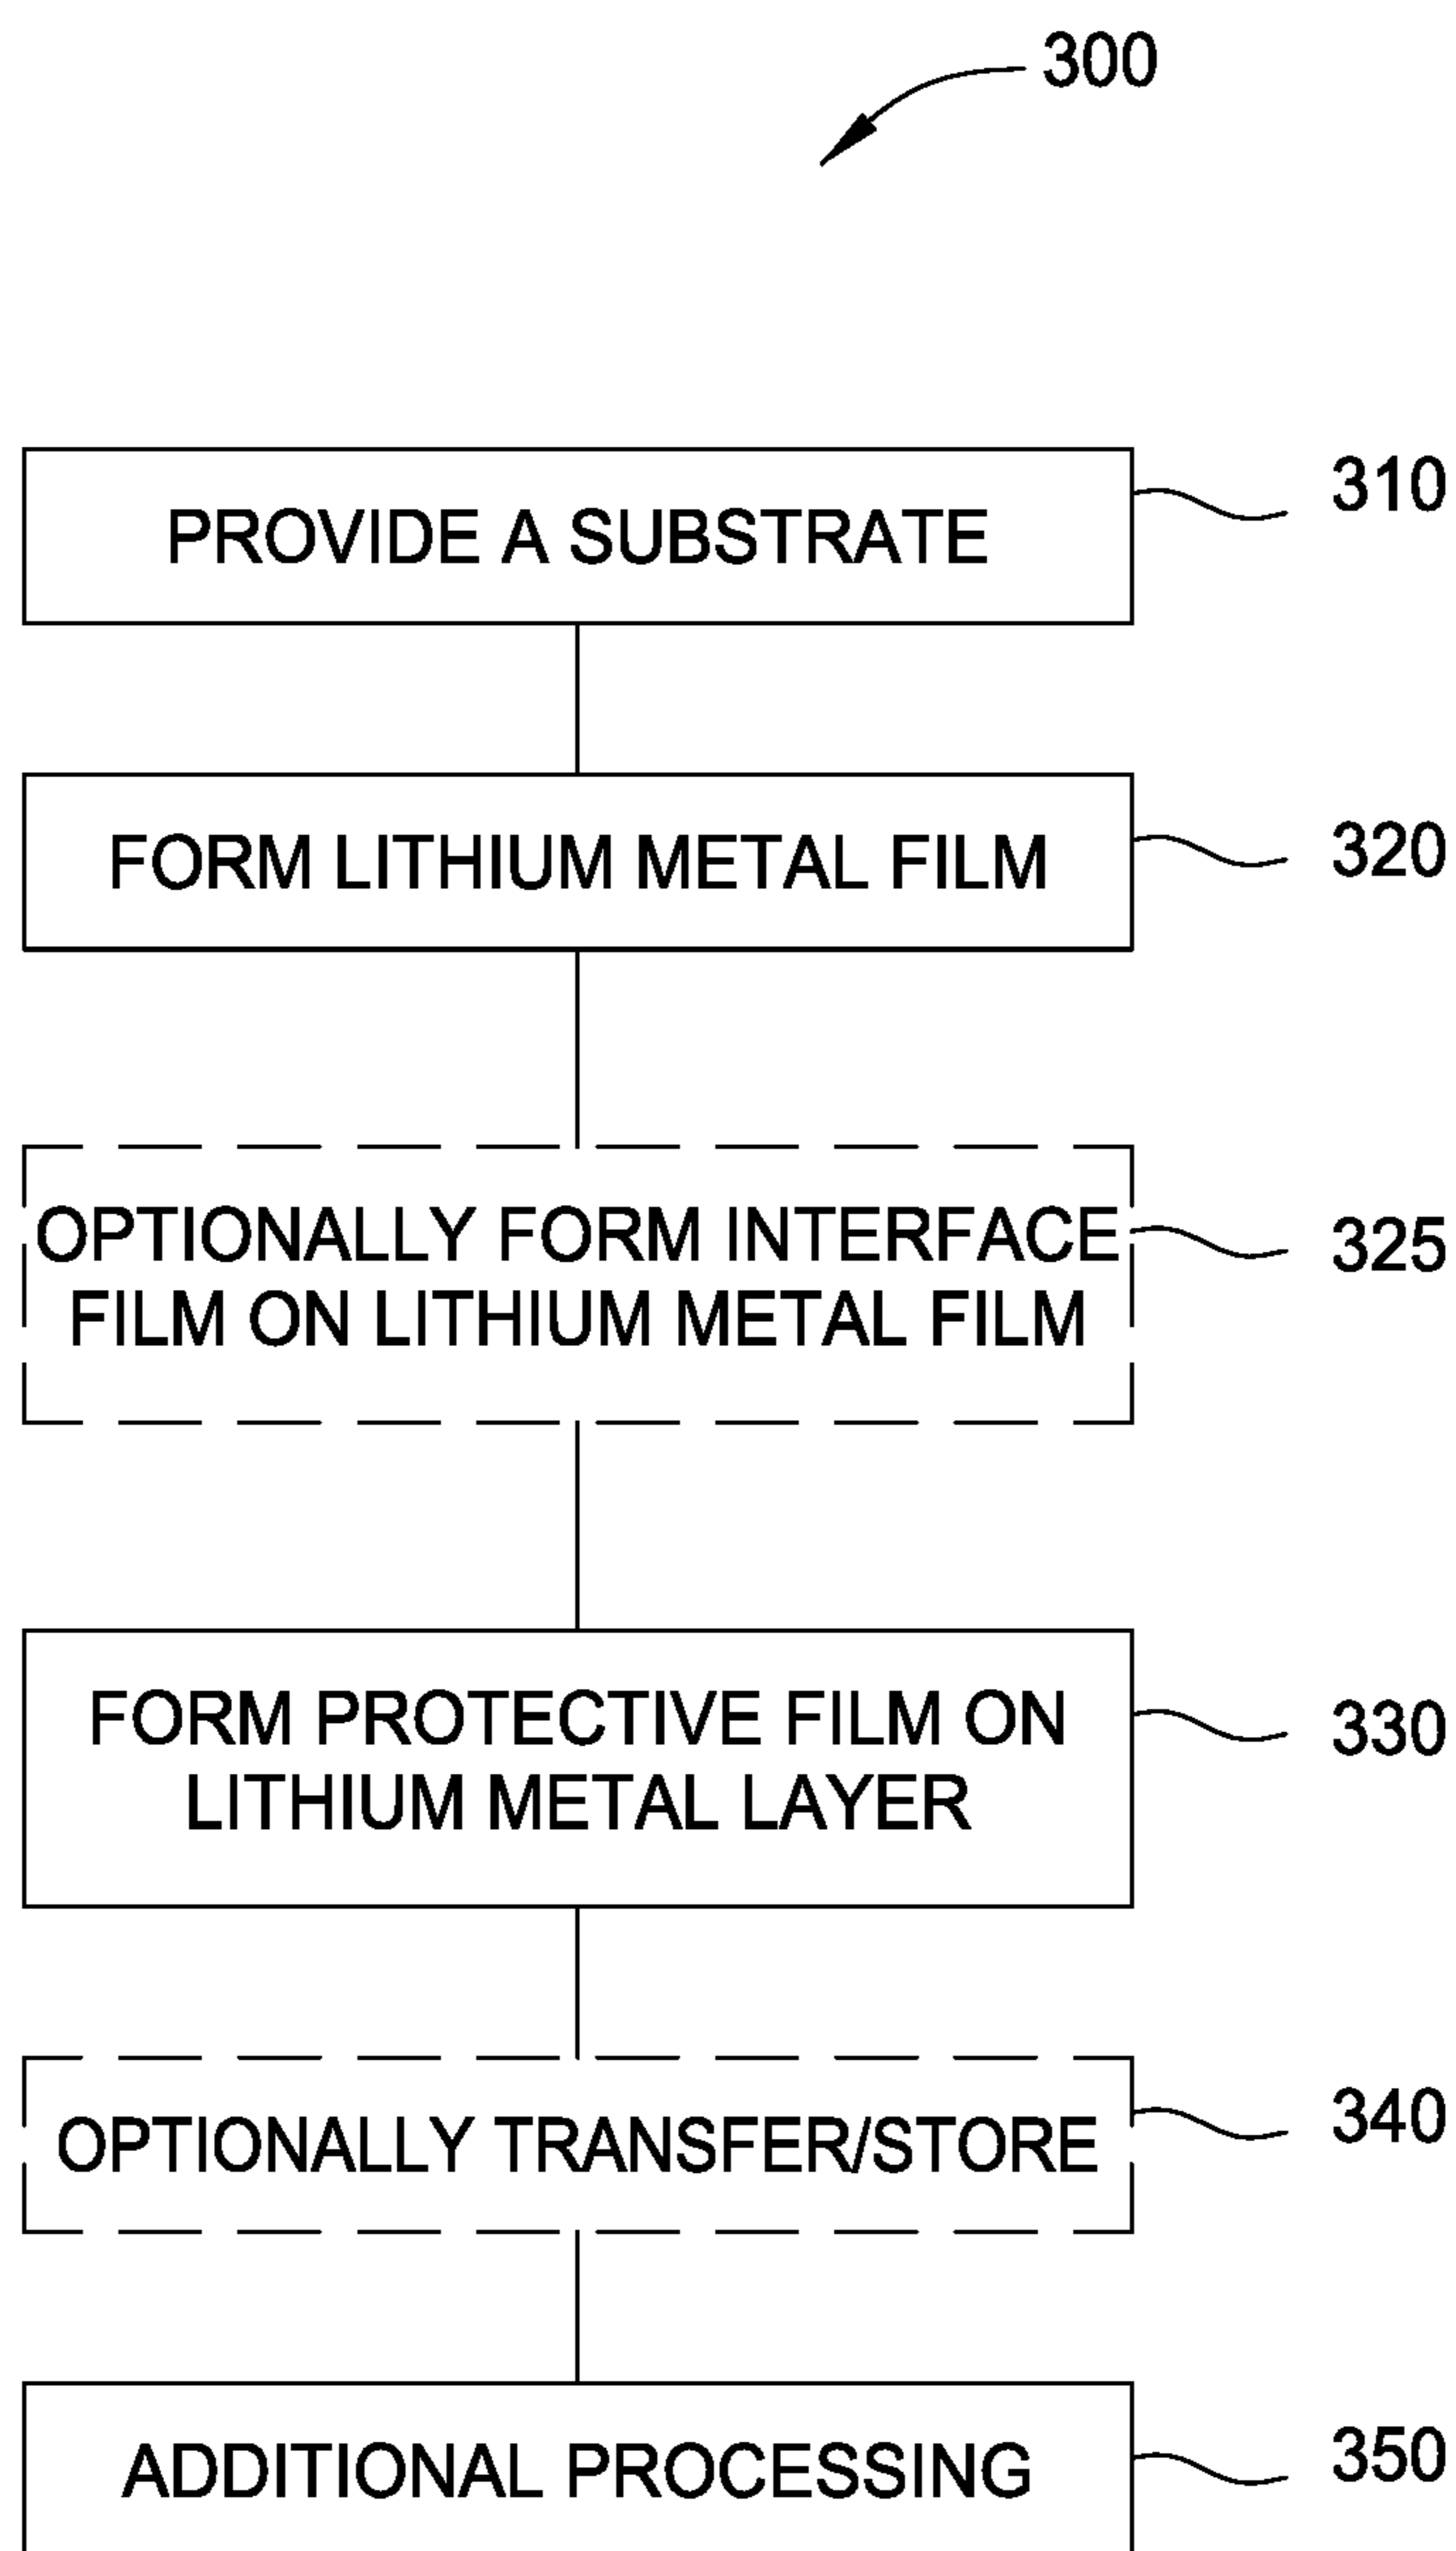 300
PROVIDE A SUBSTRATE
310
FORM LITHIUM METAL FILM
320
OPTIONALLY FORM INTERFACE
FILM ON LITHIUM METAL FILM
325
FORM PROTECTIVE FILM ON
LITHIUM METAL LAYER
330
OPTIONALLY TRANSFER/STORE
340
ADDITIONAL PROCESSING
350